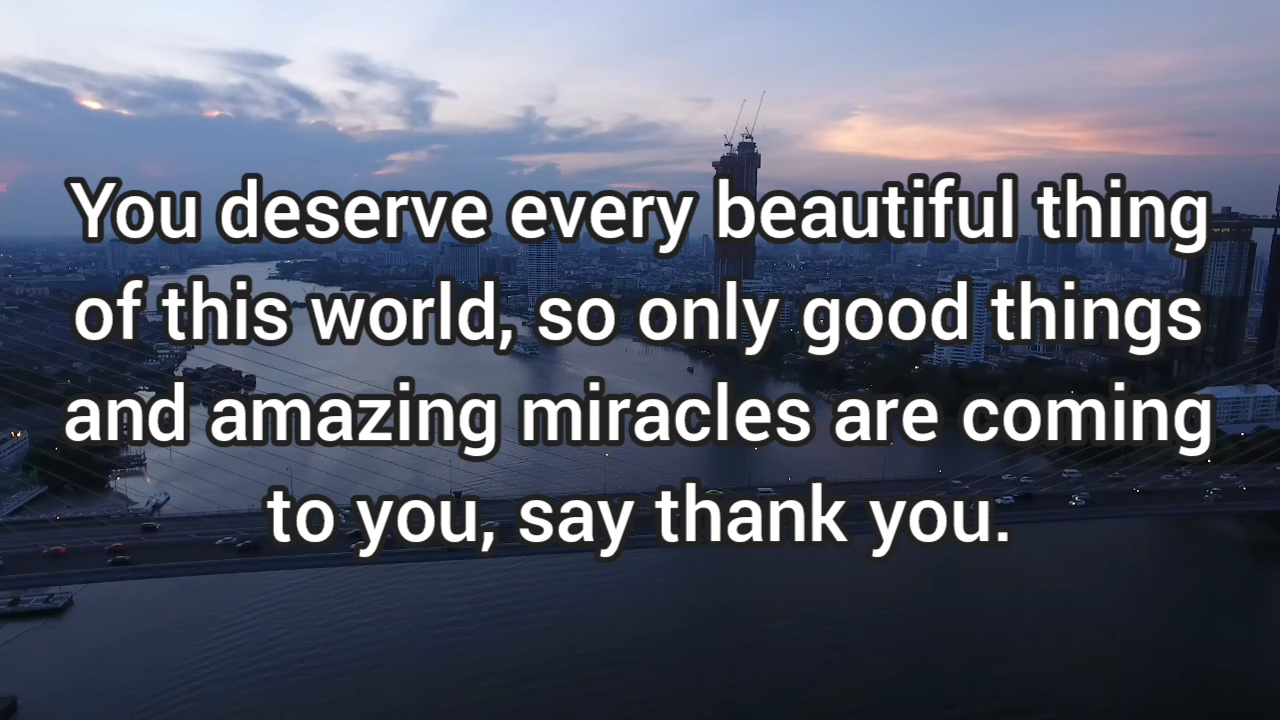 You deserve every beautiful thing
of this world, so only good things
and amazing miracles are coming
to you, say thank you.